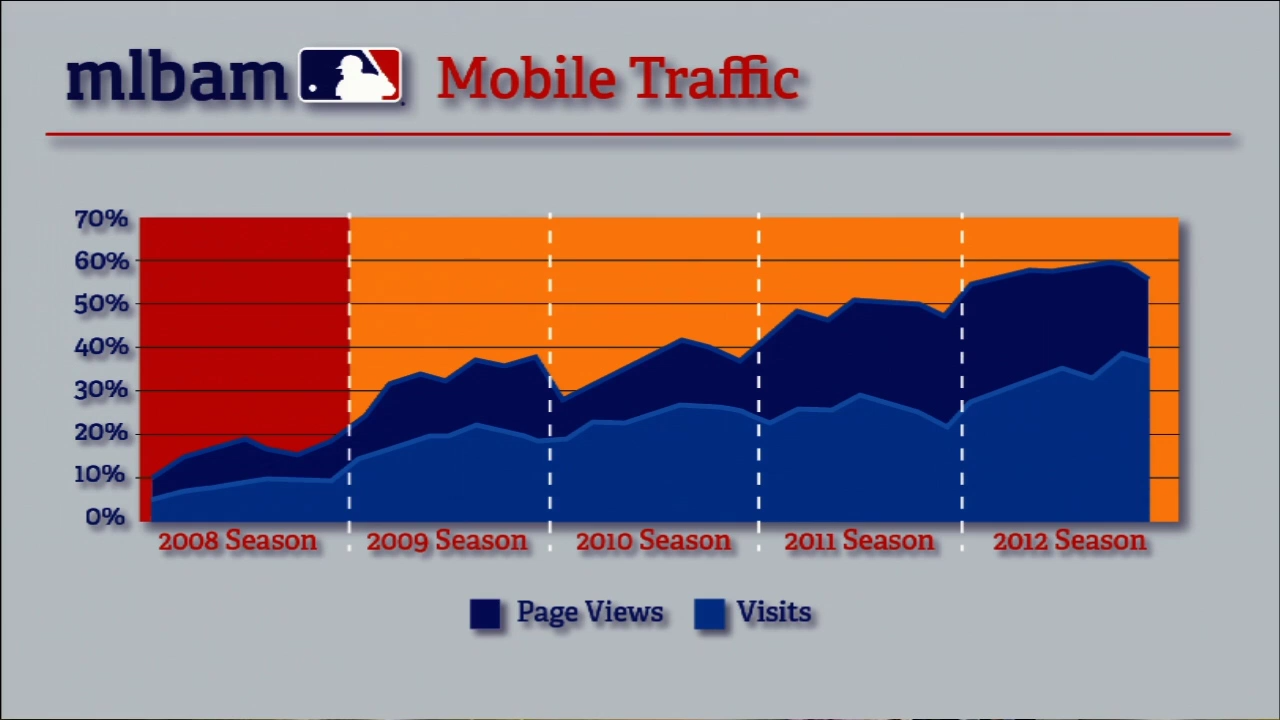 mlbam Mobile Traffic
70%
60%
50%
40%
30%
20%
10%
0%
2008 Season 2009 Season 2010 Season 2011 Season 2012 Season
Page Views Visits